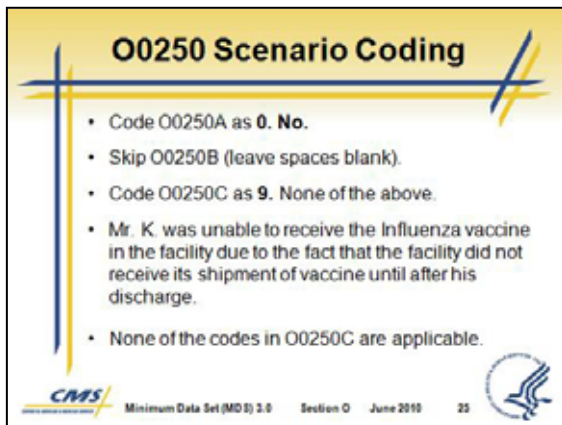 O0250 Scenario Coding
• Code O0250A as 0. No.
• Skip O0250B (leave spaces blank).
• Code O0250C as 9. None of the above.
• Mr. K. was unable to receive the Influenza vaccine
in the facility due to the fact that the facility did not
receive its shipment of vaccine until after his
discharge.
• None of the codes in O0250C are applicable.
CMS
Minimum Data Set (MDS) 3.0 Section O June 2010 25